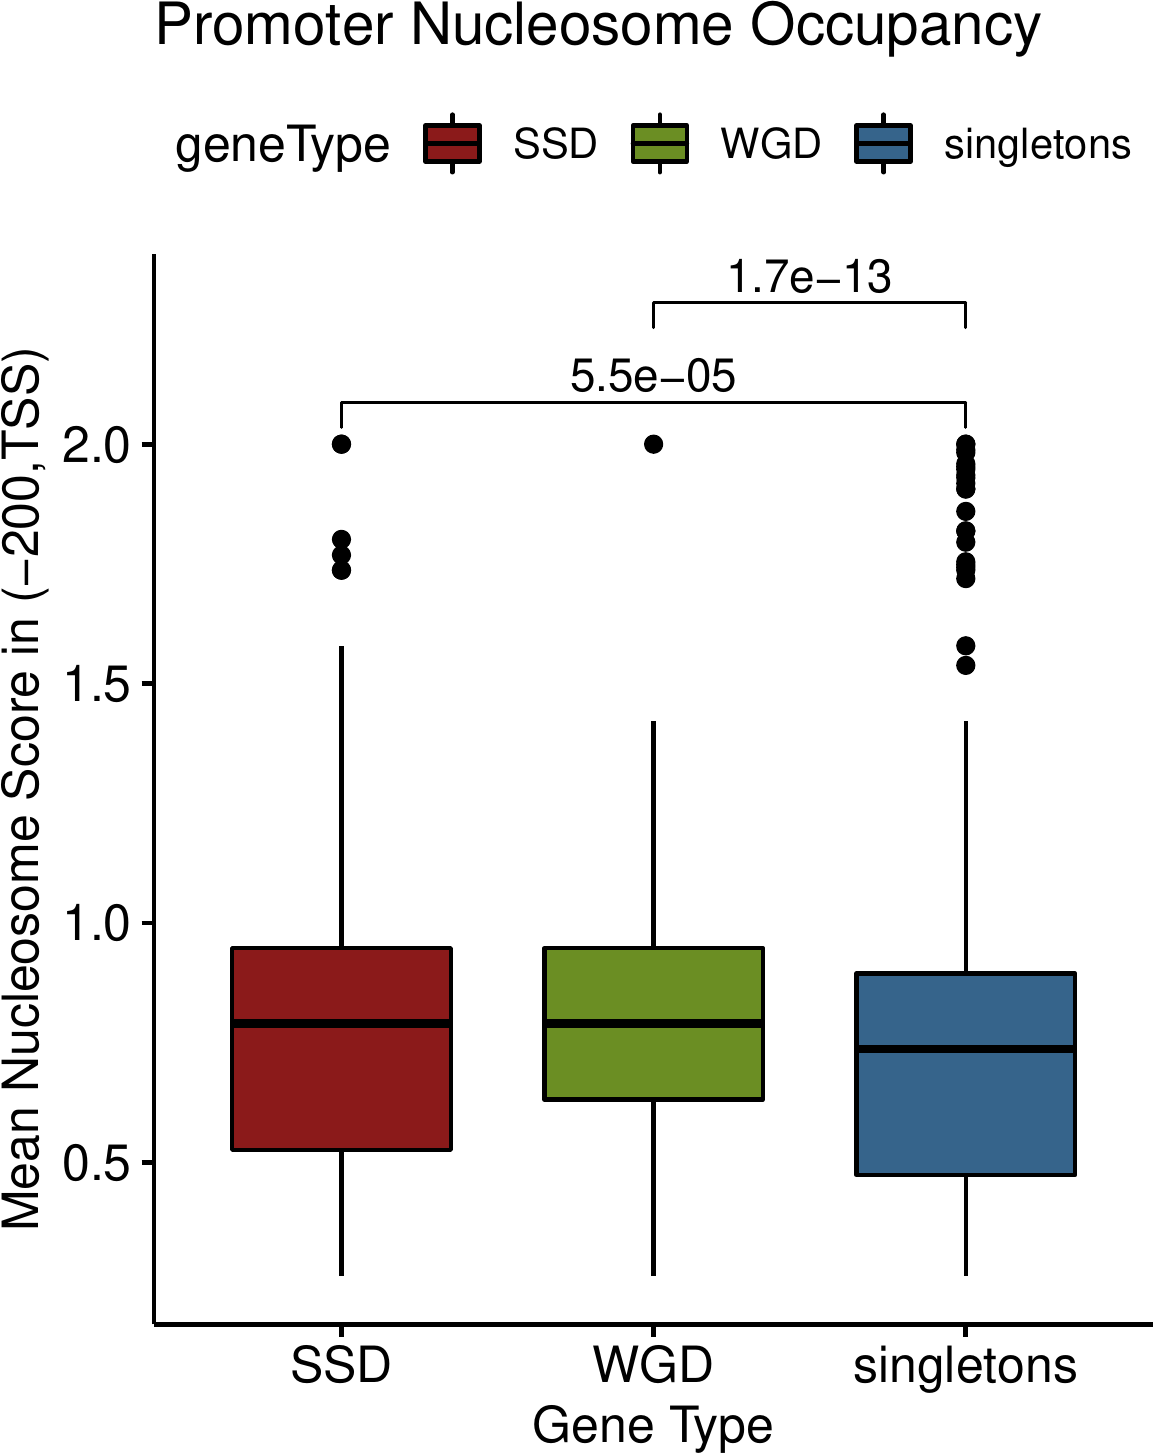 Promoter Nucleosome Occupancy
geneType SSD WGD singletons
1.7e−13
5.5e−05
Mean Nucleosome Score in (−200,TSS)
2.0
1.5
1.0
0.5
SSD WGD singletons
Gene Type